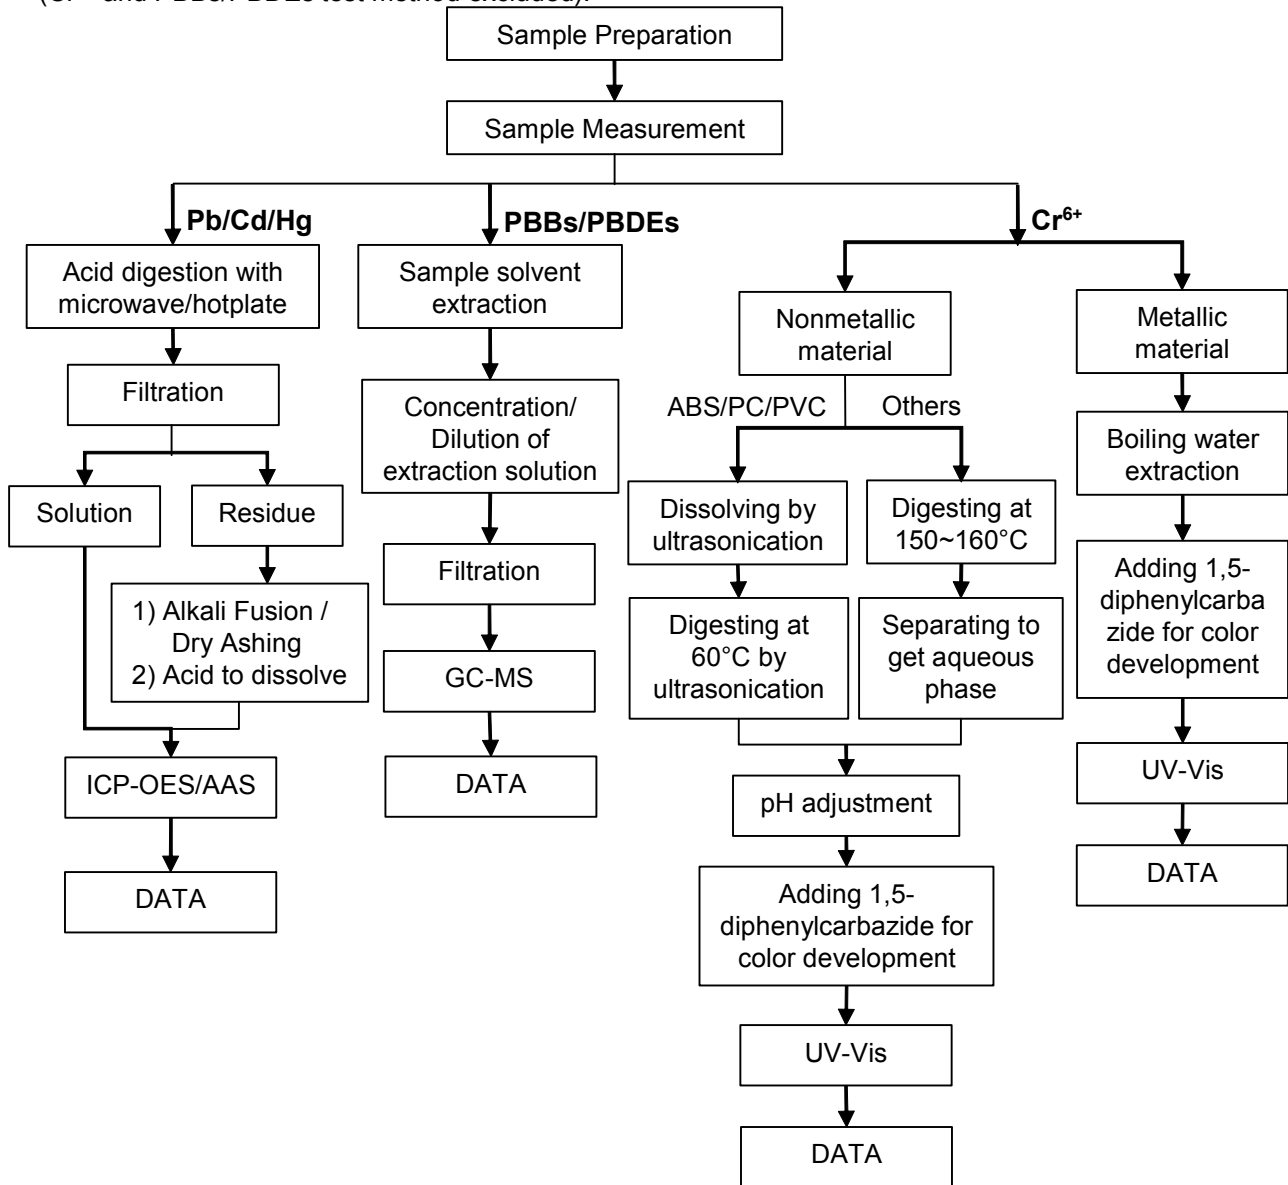 Sample Preparation
Sample Measurement
Pb/Cd/Hg
Acid digestion with
microwave/hotplate
Filtration
Solution
Residue
1) Alkali Fusion /
Dry Ashing
2) Acid to dissolve
ICP-OES/AAS
DATA
PBBs/PBDEs
Sample solvent
extraction
Concentration/
Dilution of
extraction solution
Filtration
GC-MS
DATA
Cr⁶⁺
Nonmetallic
material
ABS/PC/PVC
Others
Dissolving by
ultrasonication
Digesting at
60°C by
ultrasonication
Digesting at
150~160°C
Separating to
get aqueous
phase
pH adjustment
Adding 1,5-
diphenylcarbazide for
color development
UV-Vis
DATA
Metallic
material
Boiling water
extraction
Adding 1,5-
diphenylcarba
zide for color
development
UV-Vis
DATA